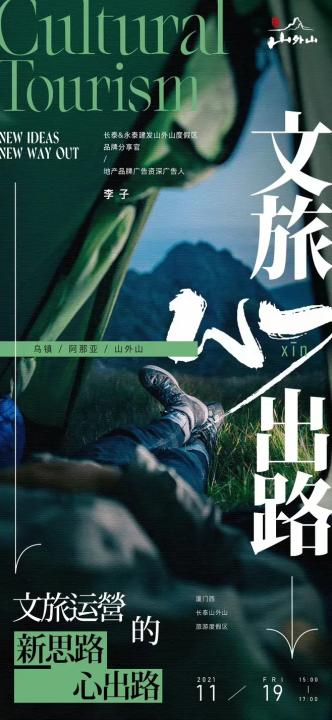 Cultural
Tourism
山外山
NEW IDEAS
NEW WAY OUT
长泰&永泰建发山外山度假区
品牌分享官
/
地产品牌广告资深广告人
李子
文旅
心
xīn
出路
乌镇 / 阿那亚 / 山外山
文旅运營
的
新思路
心出路
厦门西
长泰山外山
旅游度假区
2021
11 / 19
FRI
15:00
|
17:00